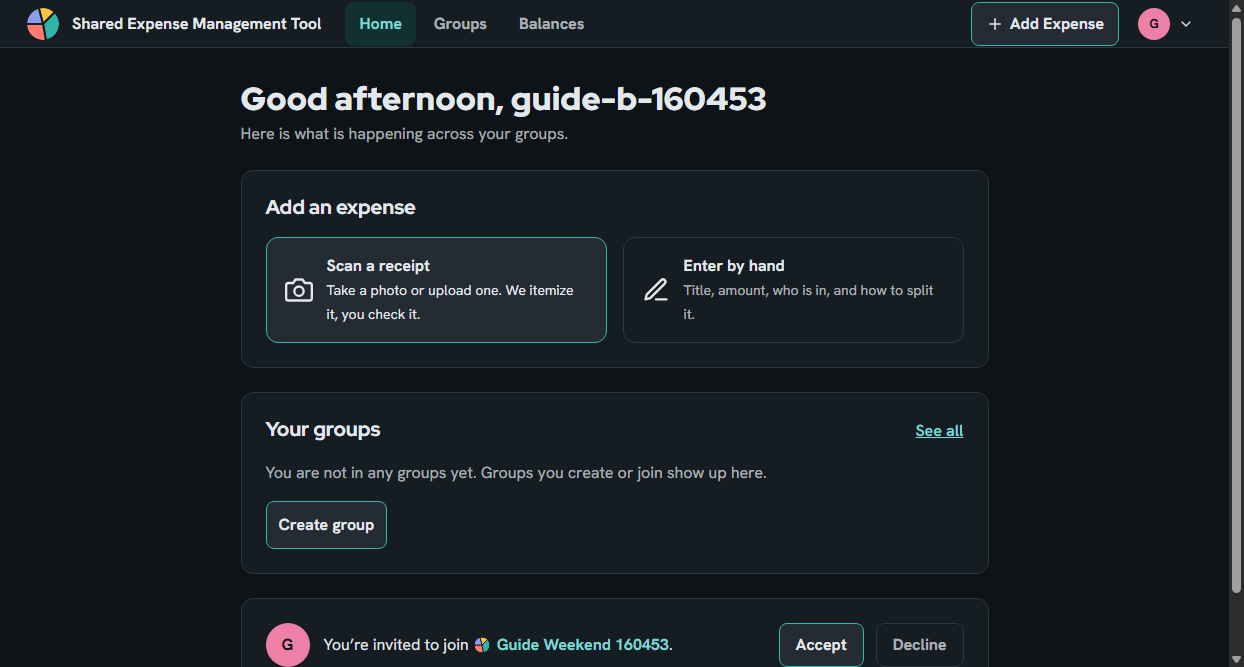 Shared Expense Management Tool
Home
Groups
Balances
+ Add Expense
G
Good afternoon, guide-b-160453
Here is what is happening across your groups.
Add an expense
Scan a receipt
Take a photo or upload one. We itemize
it, you check it.
Enter by hand
Title, amount, who is in, and how to split
it.
Your groups
See all
You are not in any groups yet. Groups you create or join show up here.
Create group
G
You’re invited to join Guide Weekend 160453.
Accept
Decline